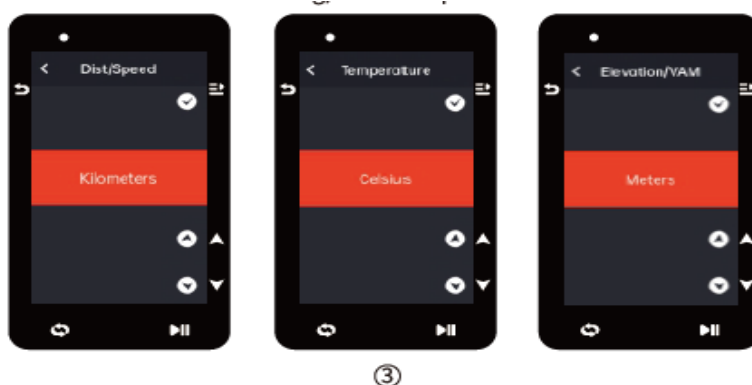 Dist/Speed
Kilometers
Temperature
Celsius
Elevation/VAM
Meters
③